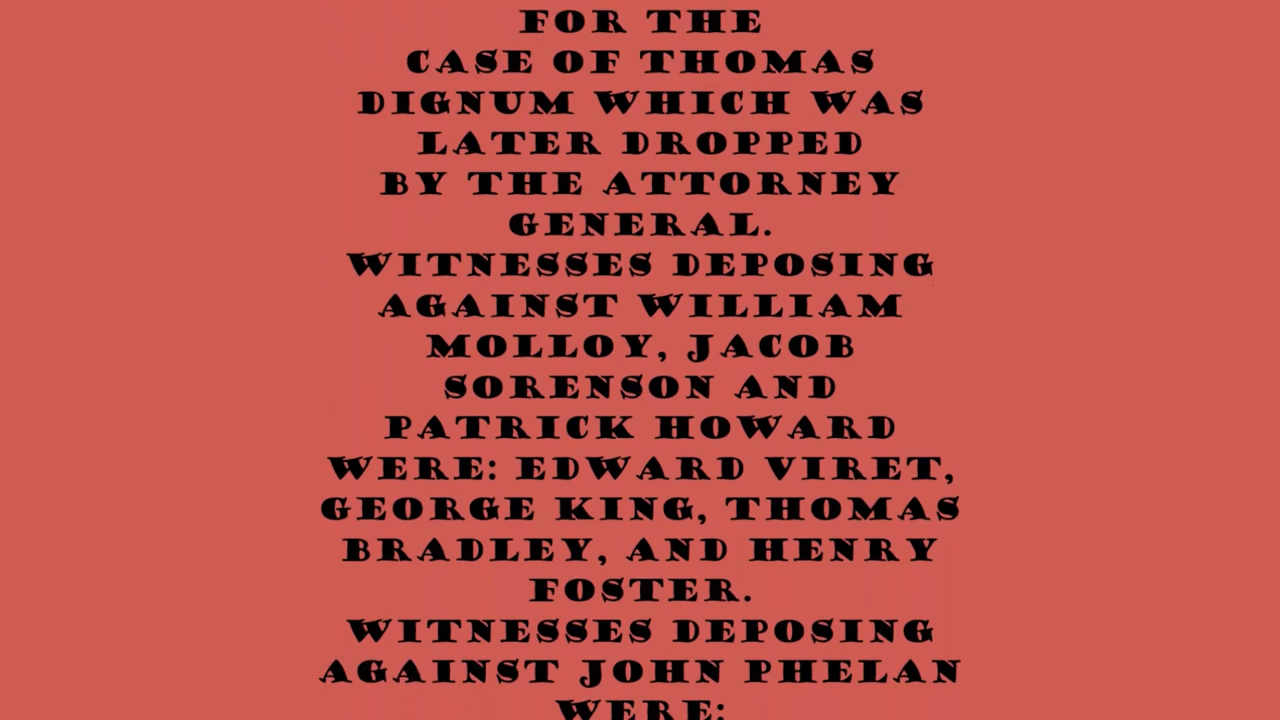 FOR THE
CASE OF THOMAS
DIGNUM WHICH WAS
LATER DROPPED
BY THE ATTORNEY
GENERAL.
WITNESSES DEPOSING
AGAINST WILLIAM
MOLLOY, JACOB
SORENSON AND
PATRICK HOWARD
WERE: EDWARD VIRET,
GEORGE KING, THOMAS
BRADLEY, AND HENRY
FOSTER.
WITNESSES DEPOSING
AGAINST JOHN PHELAN
WERE: